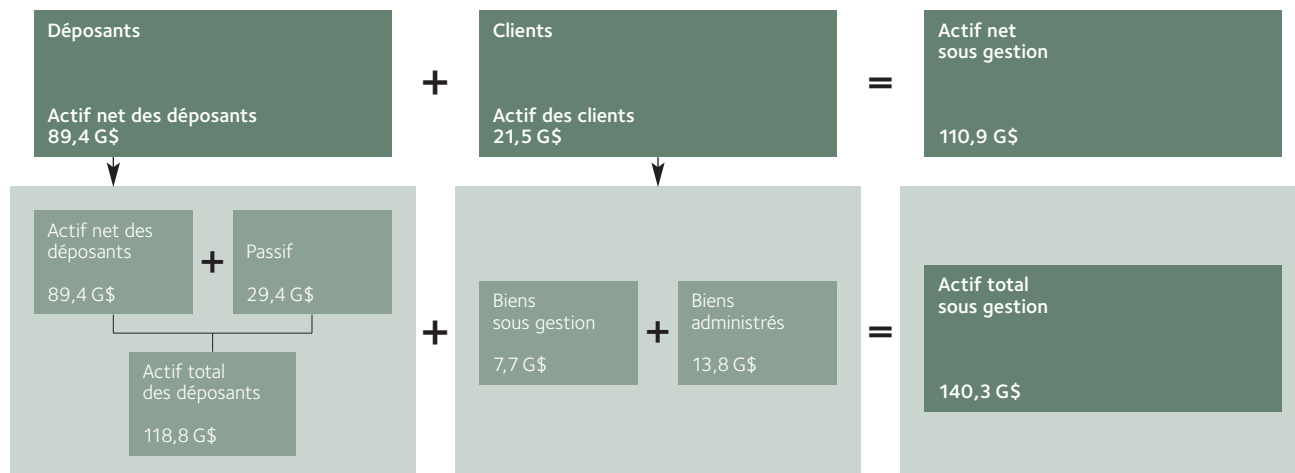 Déposants
Actif net des déposants
89,4 G$
+
Clients
Actif des clients
21,5 G$
=
Actif net
sous gestion
110,9 G$
Actif net des
déposants
89,4 G$
+
Passif
29,4 G$
Actif total
des déposants
118,8 G$
+
Biens
sous gestion
7,7 G$
+
Biens
administrés
13,8 G$
=
Actif total
sous gestion
140,3 G$